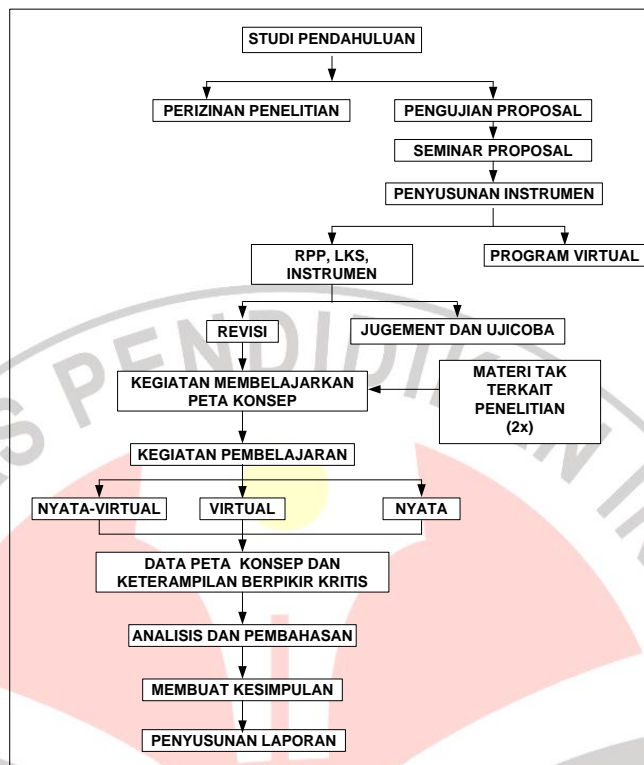 STUDI PENDAHULUAN
PERIZINAN PENELITIAN
PENGUJIAN PROPOSAL
SEMINAR PROPOSAL
PENYUSUNAN INSTRUMEN
RPP, LKS,
INSTRUMEN
PROGRAM VIRTUAL
REVISI
JUGEMENT DAN UJICOBA
KEGIATAN MEMBELAJARKAN
PETA KONSEP
MATERI TAK
TERKAIT
PENELITIAN
(2x)
KEGIATAN PEMBELAJARAN
NYATA-VIRTUAL
VIRTUAL
NYATA
DATA PETA KONSEP DAN
KETERAMPILAN BERPIKIR KRITIS
ANALISIS DAN PEMBAHASAN
MEMBUAT KESIMPULAN
PENYUSUNAN LAPORAN